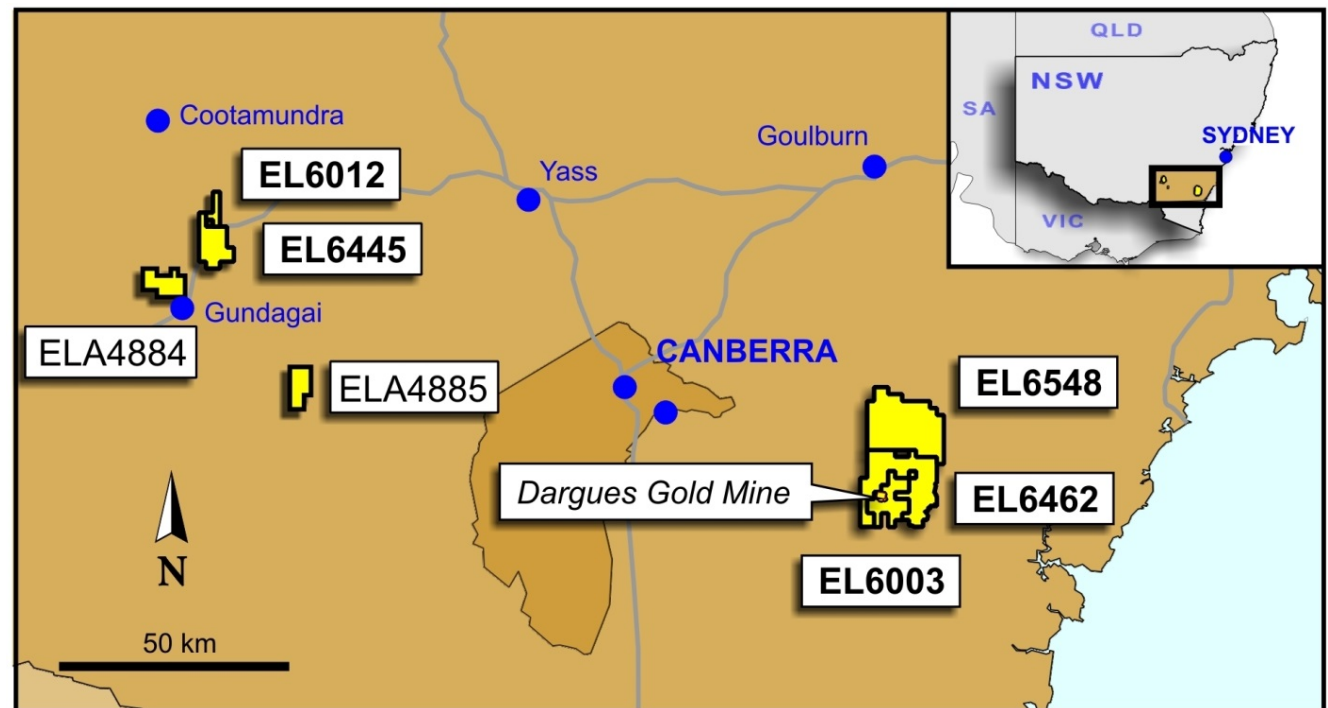 QLD
NSW
SA
SYDNEY
VIC
Cootamundra
Goulburn
EL6012
Yass
EL6445
Gundagai
ELA4884
CANBERRA
ELA4885
EL6548
Dargues Gold Mine
EL6462
N
EL6003
50 km